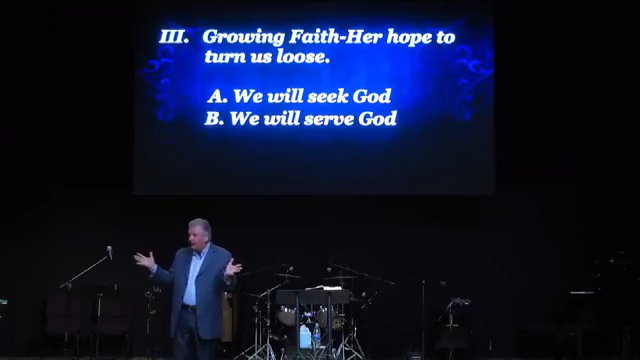 III. Growing Faith-Her hope to
turn us loose.
A. We will seek God
B. We will serve God